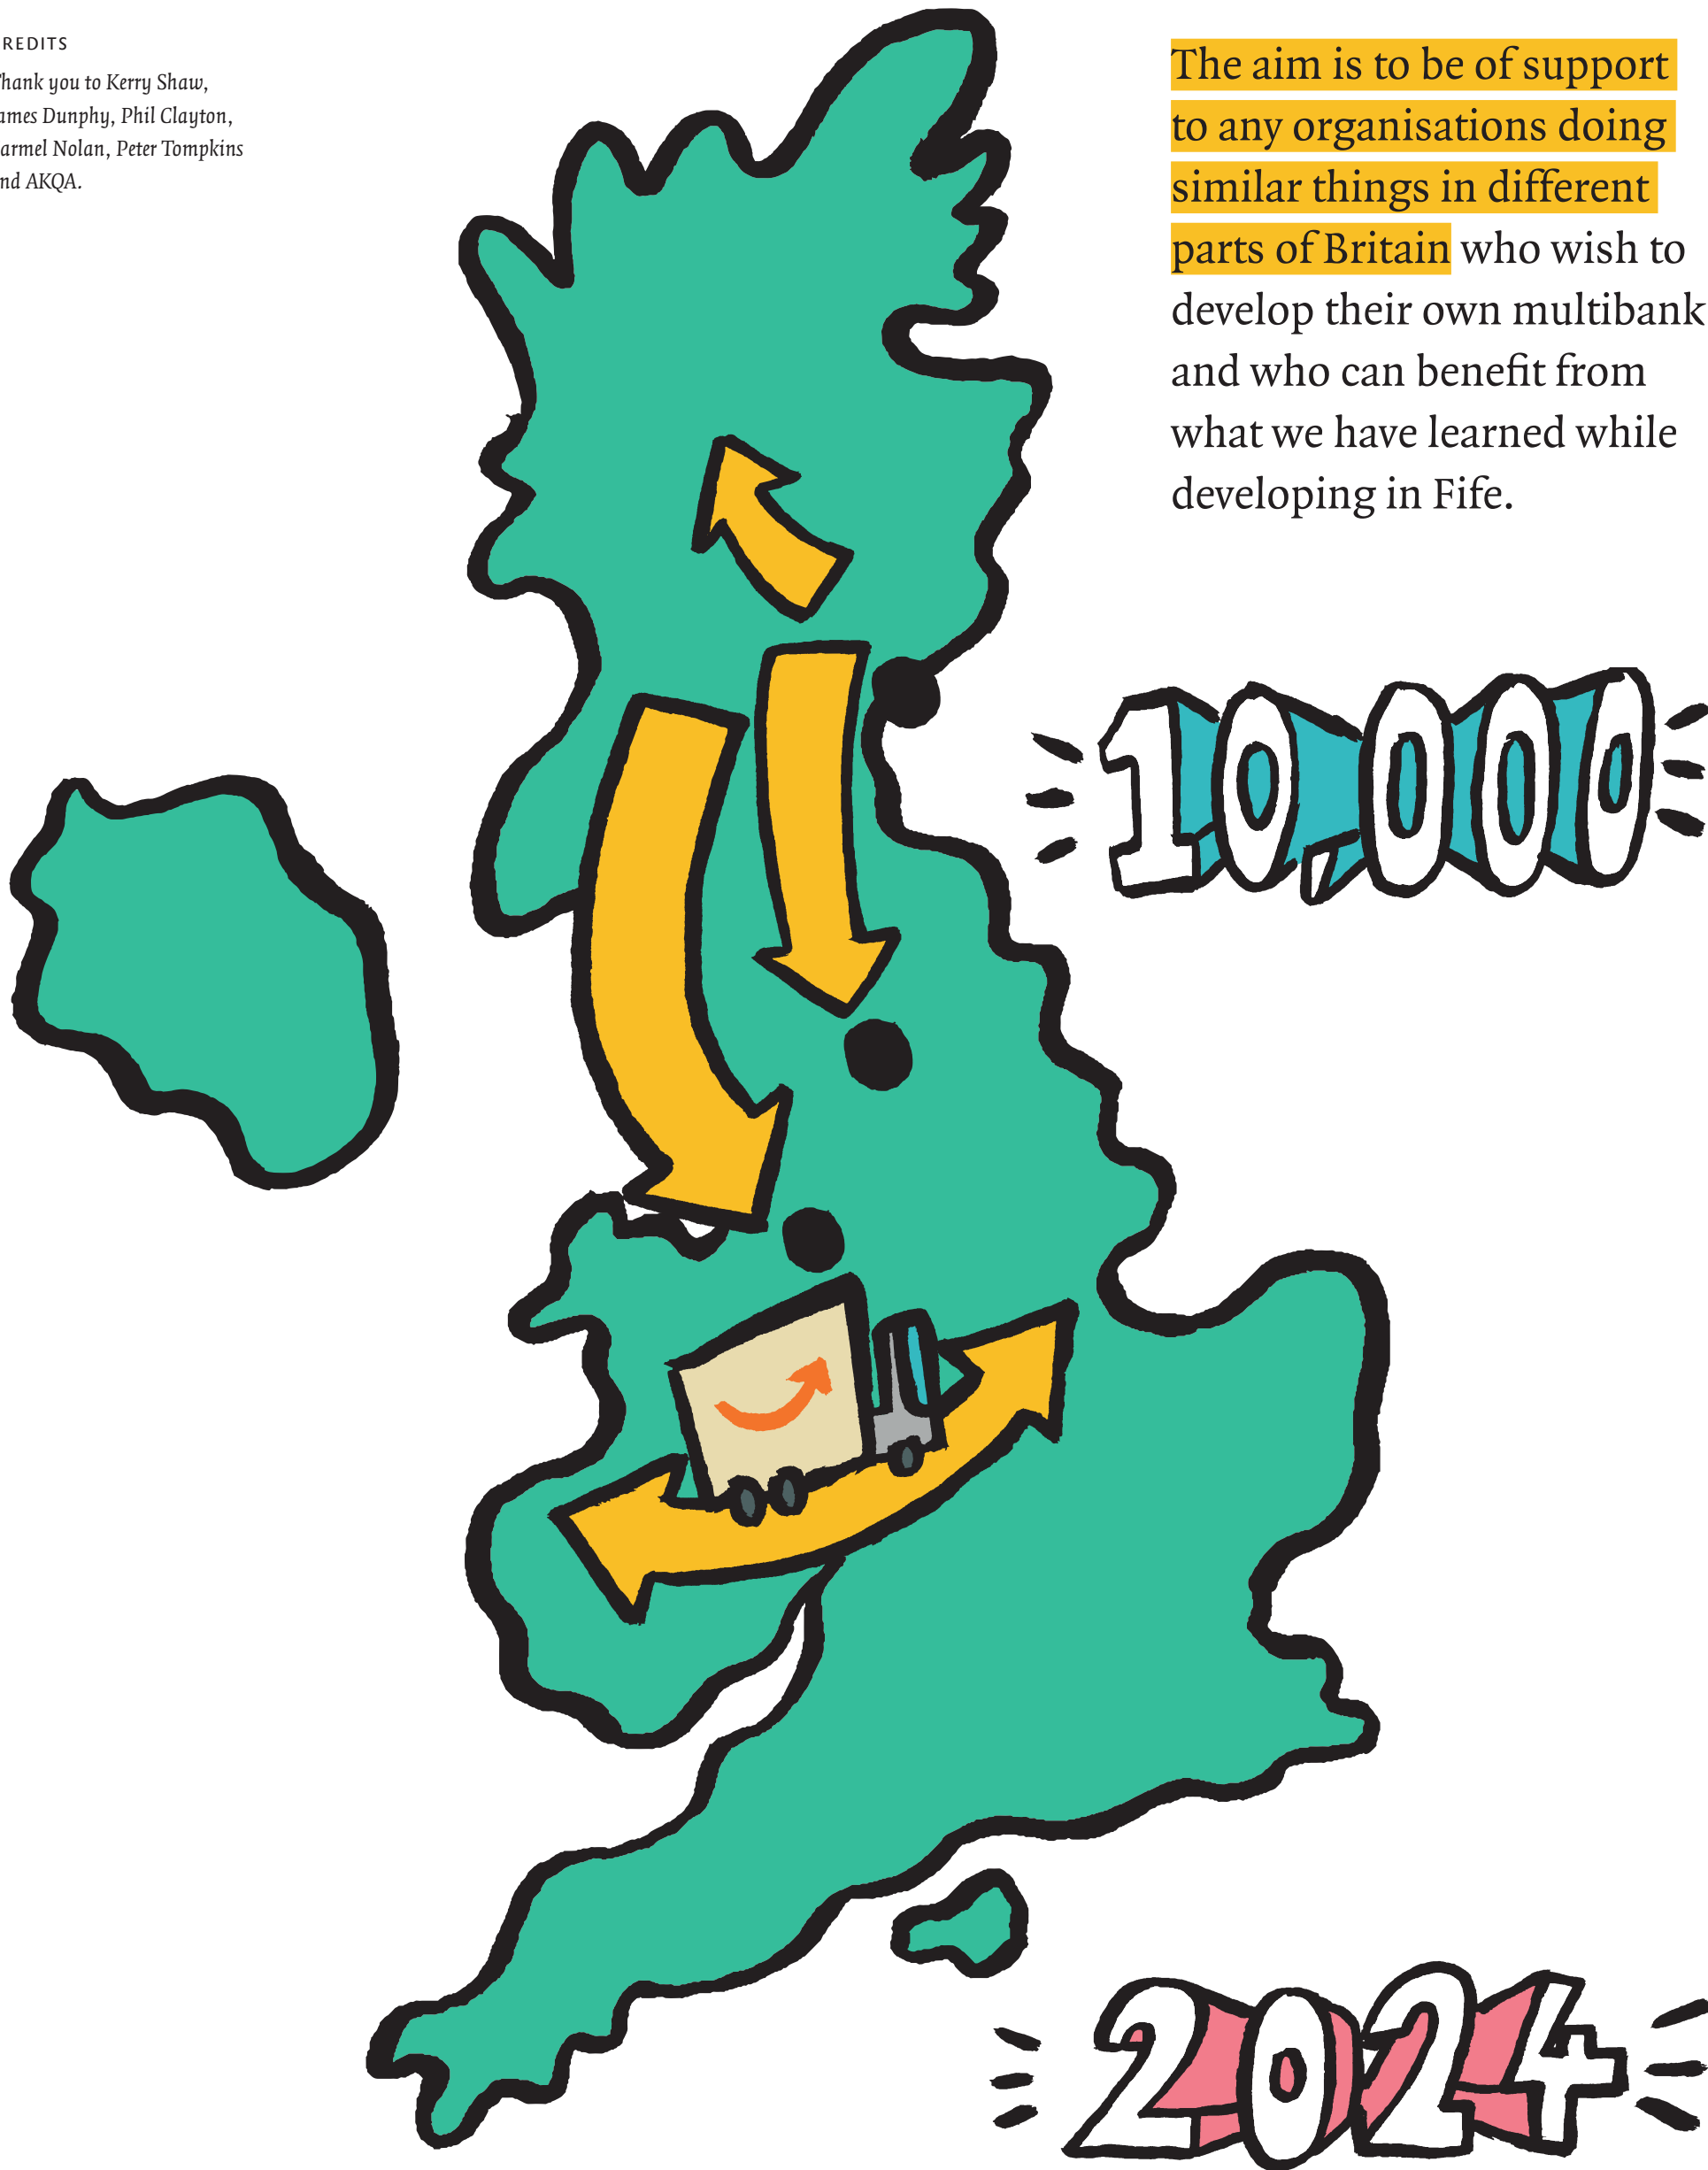 REDITS
hank you to Kerry Shaw,
ames Dunphy, Phil Clayton,
armel Nolan, Peter Tompkins
nd AKQA.
The aim is to be of support
to any organisations doing
similar things in different
parts of Britain who wish to
develop their own multibank
and who can benefit from
what we have learned while
developing in Fife.
10,000
2024